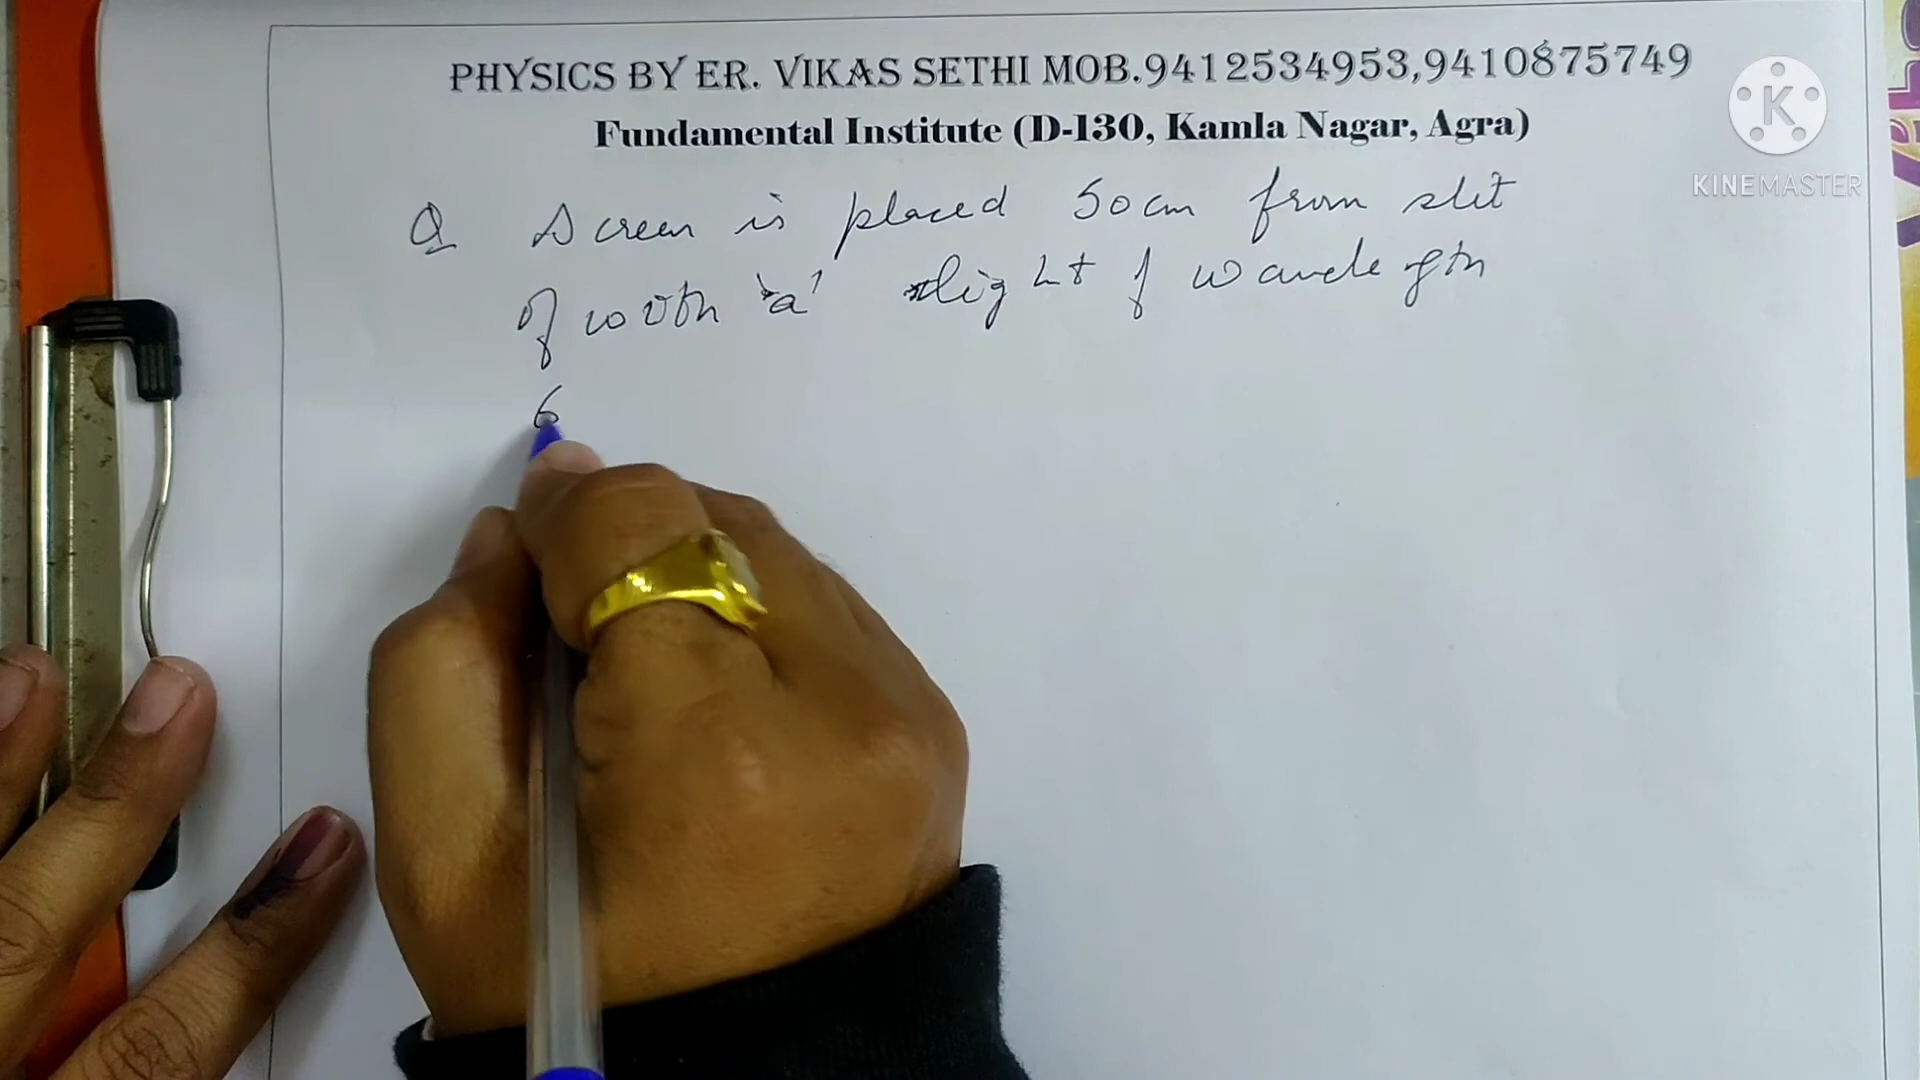 PHYSICS BY ER. VIKAS SETHI MOB.9412534953,9410875749
Fundamental Institute (D-130, Kamla Nagar, Agra)
K
KINEMASTER
Q Screen is placed 50cm from slit
of width 'a' light of wavelength
6